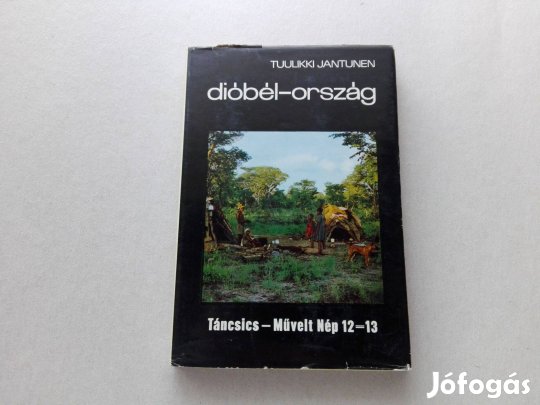 TUULIKKI JANTUNEN
dióbél-ország
Táncsics – Művelt Nép 12–13
Jófogás